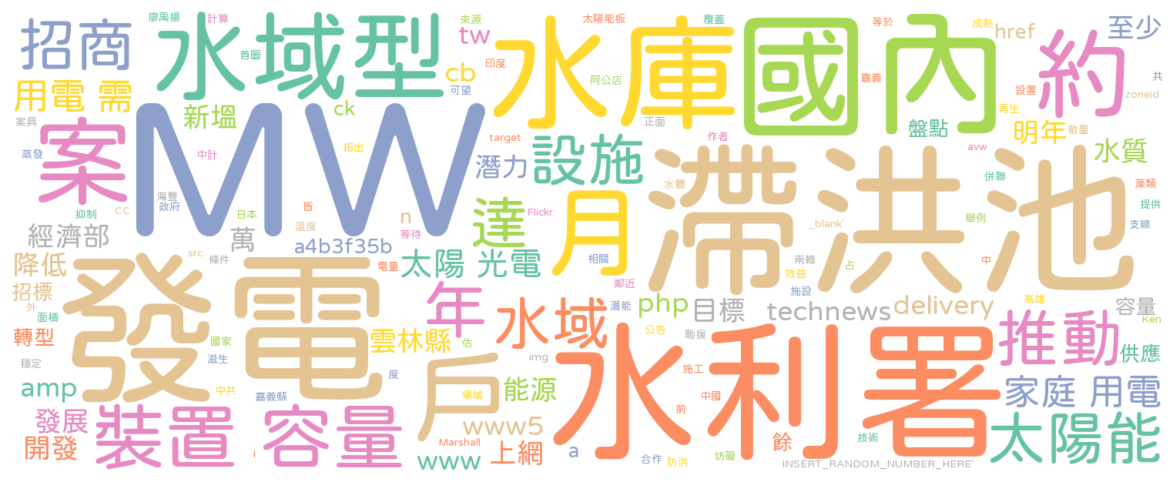 廖禹揚 計算 來源 太陽能板 覆蓋 等於 成熟
招商 水域型 首圖 tw 水庫 國內 href 至少
印度 約
cb 可望 阿公店 嘉義 設置 共
用電 需 新塭 ck 再生 zoneid
案具 案 MW 指出 target 正面 作者 盤點 明年 散量
蒸發 中計 潛力 設施 avw 水質
海豐 皆 水體 滯洪池 併聯 藻類
政府 Flickr 月 提供
抑制 CC 日本 溫度 n 達 _blank` 舉例 支線
經濟部 萬 a4b3f35b 等待 相關
src 條件 太陽 光電 南韓 中
降低 電量 鄰近 效益 占
招標 發電 年 潛能 php 目標 施設 delivery 高雄 容量
外 面積 水域 technews Ken
轉型 國家 雲林縣 估 公告 馳援 推動 供應
穩定 滋生 img 水利署
amp 中共 度 戶 能源 施工 家庭 用電
嘉義縣 場域 中國
發展 裝置 容量 www5 前 太陽能
開發 Marshall 上網 a 餘 技術
www 合作 防洪 妨礙 INSERT_RANDOM_NUMBER_HERE`